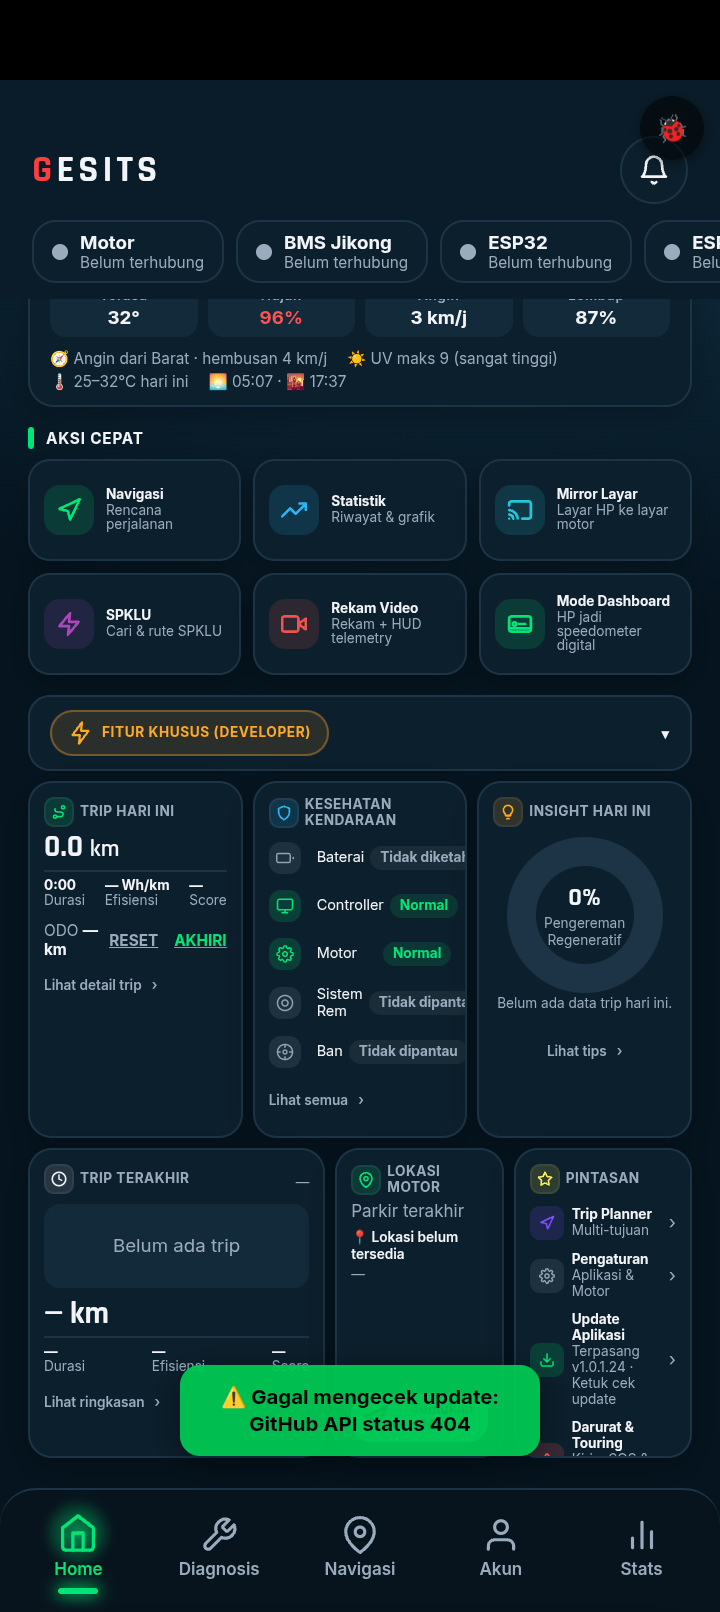 GESITS
Motor
Belum terhubung
BMS Jikong
Belum terhubung
ESP32
Belum terhubung
32°
96%
3 km/j
87%
🧭 Angin dari Barat · hembusan 4 km/j ☀️ UV maks 9 (sangat tinggi)
🌡️ 25–32°C hari ini 🌅 05:07 · 🌇 17:37
AKSI CEPAT
Navigasi
Rencana
perjalanan
Statistik
Riwayat & grafik
Mirror Layar
Layar HP ke layar
motor
SPKLU
Cari & rute SPKLU
Rekam Video
Rekam + HUD
telemetry
Mode Dashboard
HP jadi
speedometer
digital
FITUR KHUSUS (DEVELOPER) ▼
TRIP HARI INI
0.0 km
0:00 — Wh/km —
Durasi Efisiensi Score
ODO —
km
RESET AKHIRI
Lihat detail trip ›
KESEHATAN
KENDARAAN
Baterai Tidak diketah
Controller Normal
Motor Normal
Sistem
Rem
Tidak dipanta
Ban Tidak dipantau
Lihat semua ›
INSIGHT HARI INI
0%
Pengereman
Regeneratif
Belum ada data trip hari ini.
Lihat tips ›
TRIP TERAKHIR —
Belum ada trip
— km
— — —
Durasi Efisiensi Score
Lihat ringkasan ›
LOKASI
MOTOR
Parkir terakhir
📍 Lokasi belum
tersedia
—
PINTASAN
Trip Planner
Multi-tujuan ›
Pengaturan
Aplikasi &
Motor ›
Update
Aplikasi
Terpasang
v1.0.1.24 ·
Ketuk cek
update ›
Darurat &
Touring
⚠️ Gagal mengecek update:
GitHub API status 404
Home
Diagnosis
Navigasi
Akun
Stats